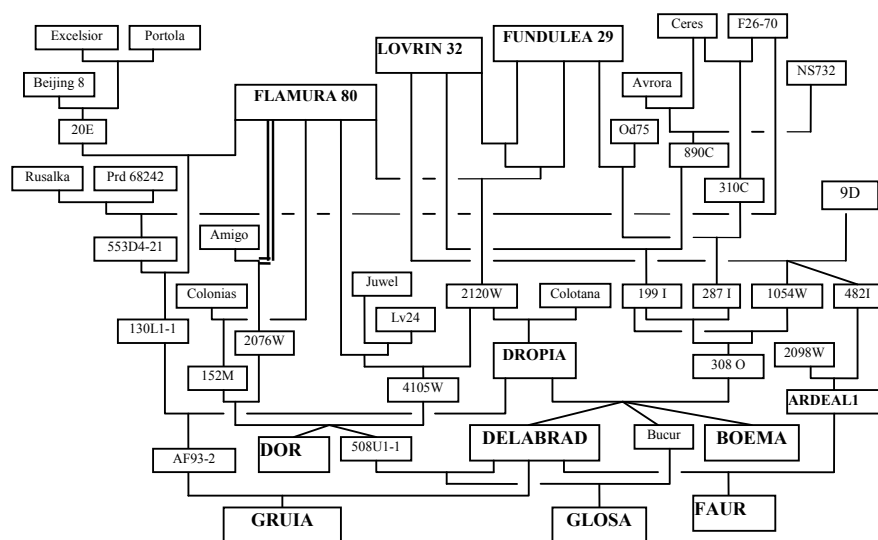 Excelsior
Portola
Ceres
F26-70
LOVRIN 32
FUNDULEA 29
Beijing 8
Avrora
NS732
FLAMURA 80
20E
Od75
890C
Rusalka
Prd 68242
310C
9D
553D4-21
Amigo
Juwel
2120W
Colotana
199 I
287 I
1054W
482I
Colonias
Lv24
130L1-1
2076W
DROPIA
308 O
2098W
152M
4105W
ARDEAL1
DOR
508U1-1
DELABRAD
Bucur
BOEMA
AF93-2
GRUIA
GLOSA
FAUR